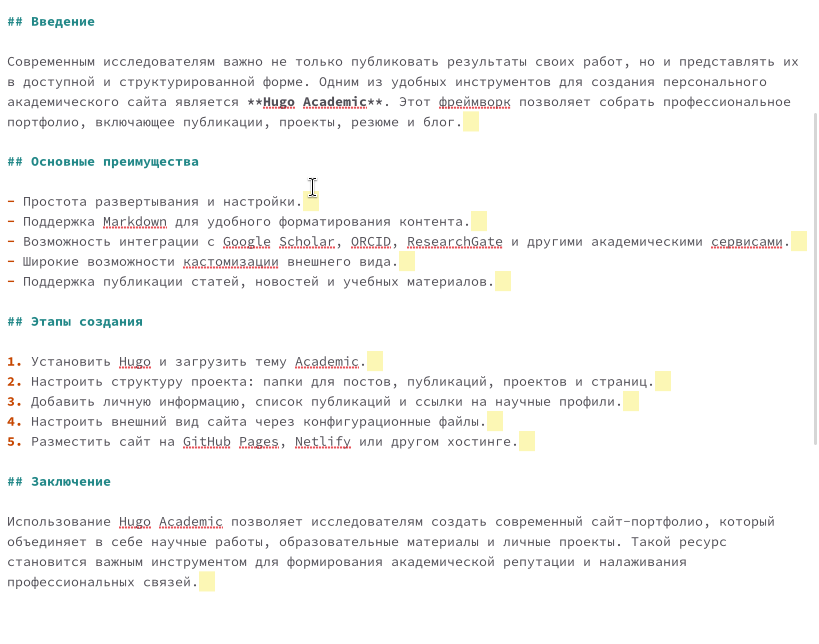 ## Введение
Современным исследователям важно не только публиковать результаты своих работ, но и представлять их
в доступной и структурированной форме. Одним из удобных инструментов для создания персонального
академического сайта является **Hugo Academic**. Этот фреймворк позволяет собрать профессиональное
портфолио, включающее публикации, проекты, резюме и блог.
## Основные преимущества
- Простота развертывания и настройки.
- Поддержка Markdown для удобного форматирования контента.
- Возможность интеграции с Google Scholar, ORCID, ResearchGate и другими академическими сервисами.
- Широкие возможности кастомизации внешнего вида.
- Поддержка публикации статей, новостей и учебных материалов.
## Этапы создания
1. Установить Hugo и загрузить тему Academic.
2. Настроить структуру проекта: папки для постов, публикаций, проектов и страниц.
3. Добавить личную информацию, список публикаций и ссылки на научные профили.
4. Настроить внешний вид сайта через конфигурационные файлы.
5. Разместить сайт на GitHub Pages, Netlify или другом хостинге.
## Заключение
Использование Hugo Academic позволяет исследователям создать современный сайт-портфолио, который
объединяет в себе научные работы, образовательные материалы и личные проекты. Такой ресурс
становится важным инструментом для формирования академической репутации и налаживания
профессиональных связей.